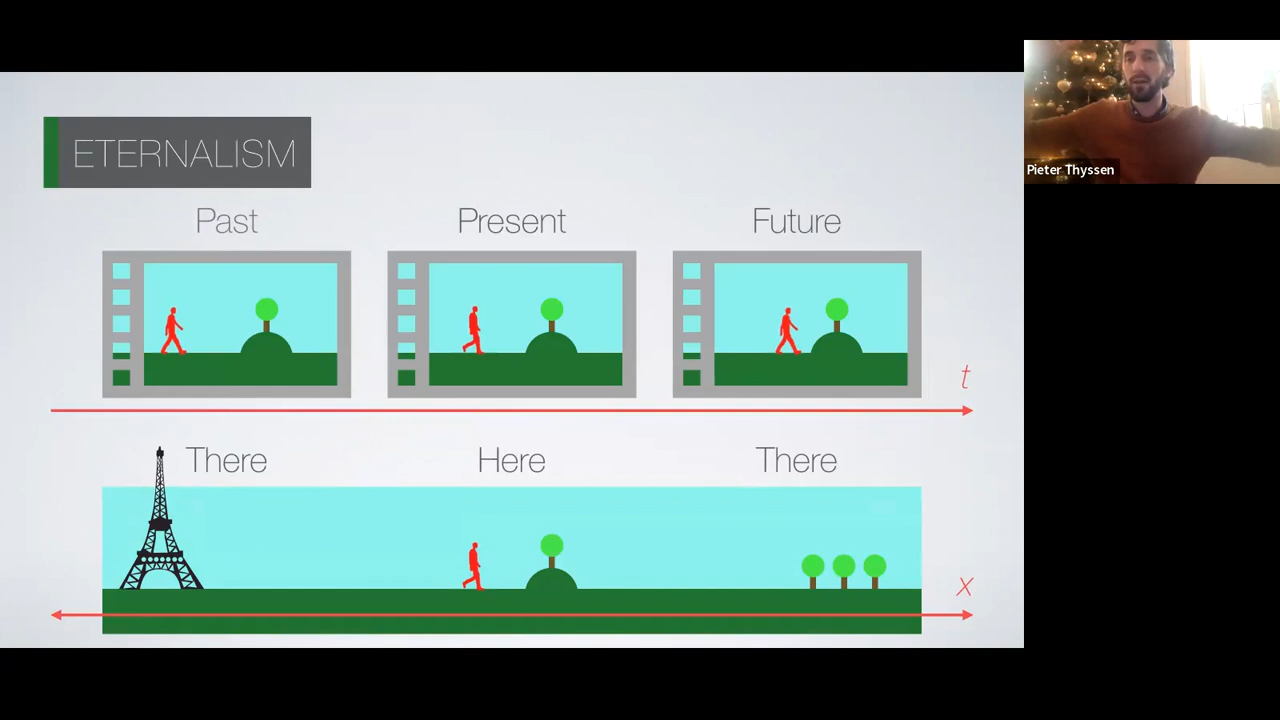 ETERNALISM
Past Present Future
t
There Here There
x
Pieter Thyssen